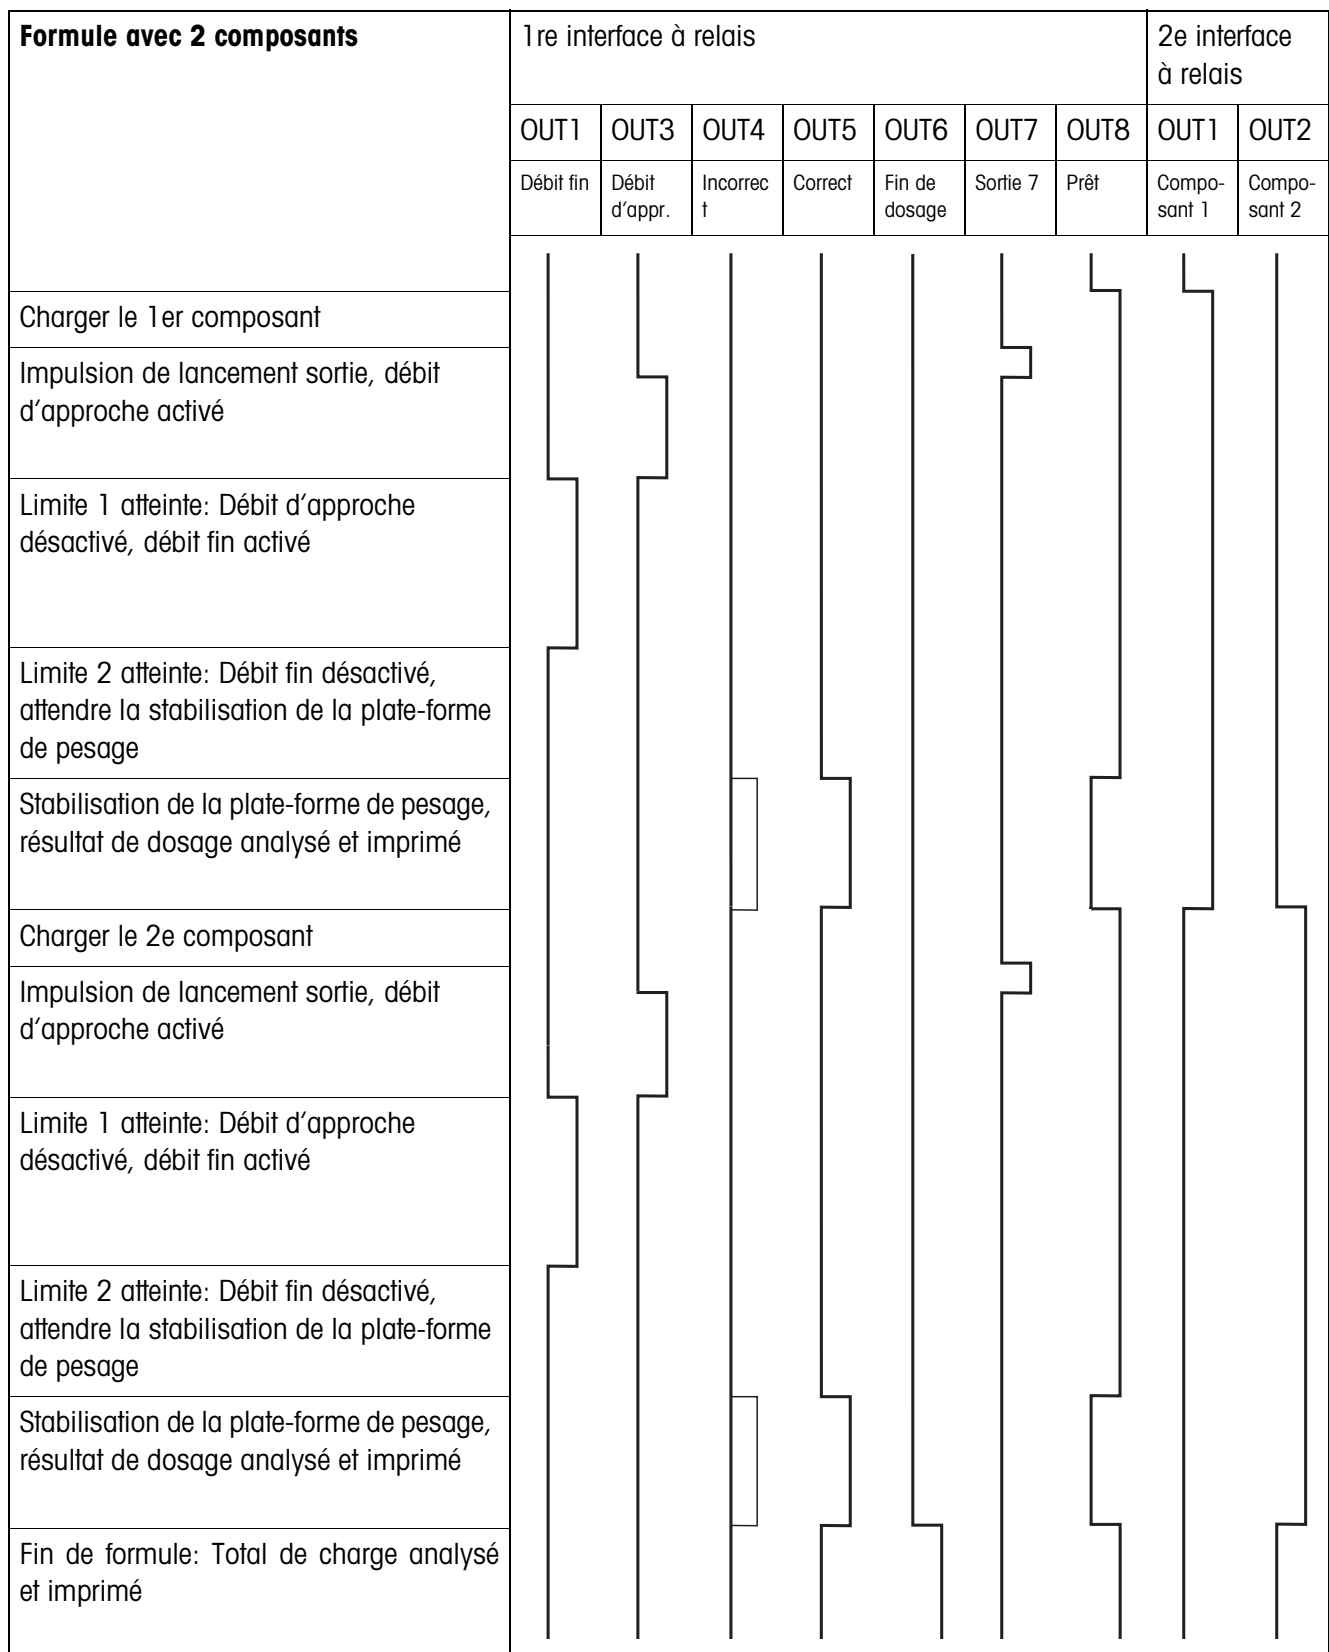 Formule avec 2 composants
1re interface à relais
2e interface
à relais
OUT1 OUT3 OUT4 OUT5 OUT6 OUT7 OUT8 OUT1 OUT2
Débit fin
Débit
d'appr.
Incorrec
t
Correct
Fin de
dosage
Sortie 7
Prêt
Compo-
sant 1
Compo-
sant 2
Charger le 1er composant
Impulsion de lancement sortie, débit
d'approche activé
Limite 1 atteinte: Débit d'approche
désactivé, débit fin activé
Limite 2 atteinte: Débit fin désactivé,
attendre la stabilisation de la plate-forme
de pesage
Stabilisation de la plate-forme de pesage,
résultat de dosage analysé et imprimé
Charger le 2e composant
Impulsion de lancement sortie, débit
d'approche activé
Limite 1 atteinte: Débit d'approche
désactivé, débit fin activé
Limite 2 atteinte: Débit fin désactivé,
attendre la stabilisation de la plate-forme
de pesage
Stabilisation de la plate-forme de pesage,
résultat de dosage analysé et imprimé
Fin de formule: Total de charge analysé
et imprimé